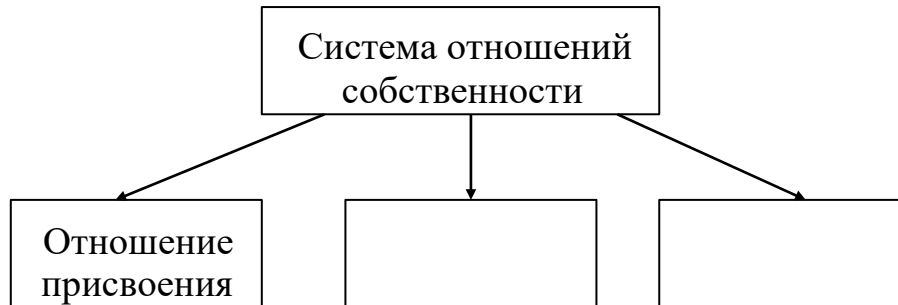 Система отношений
собственности
Отношение
присвоения